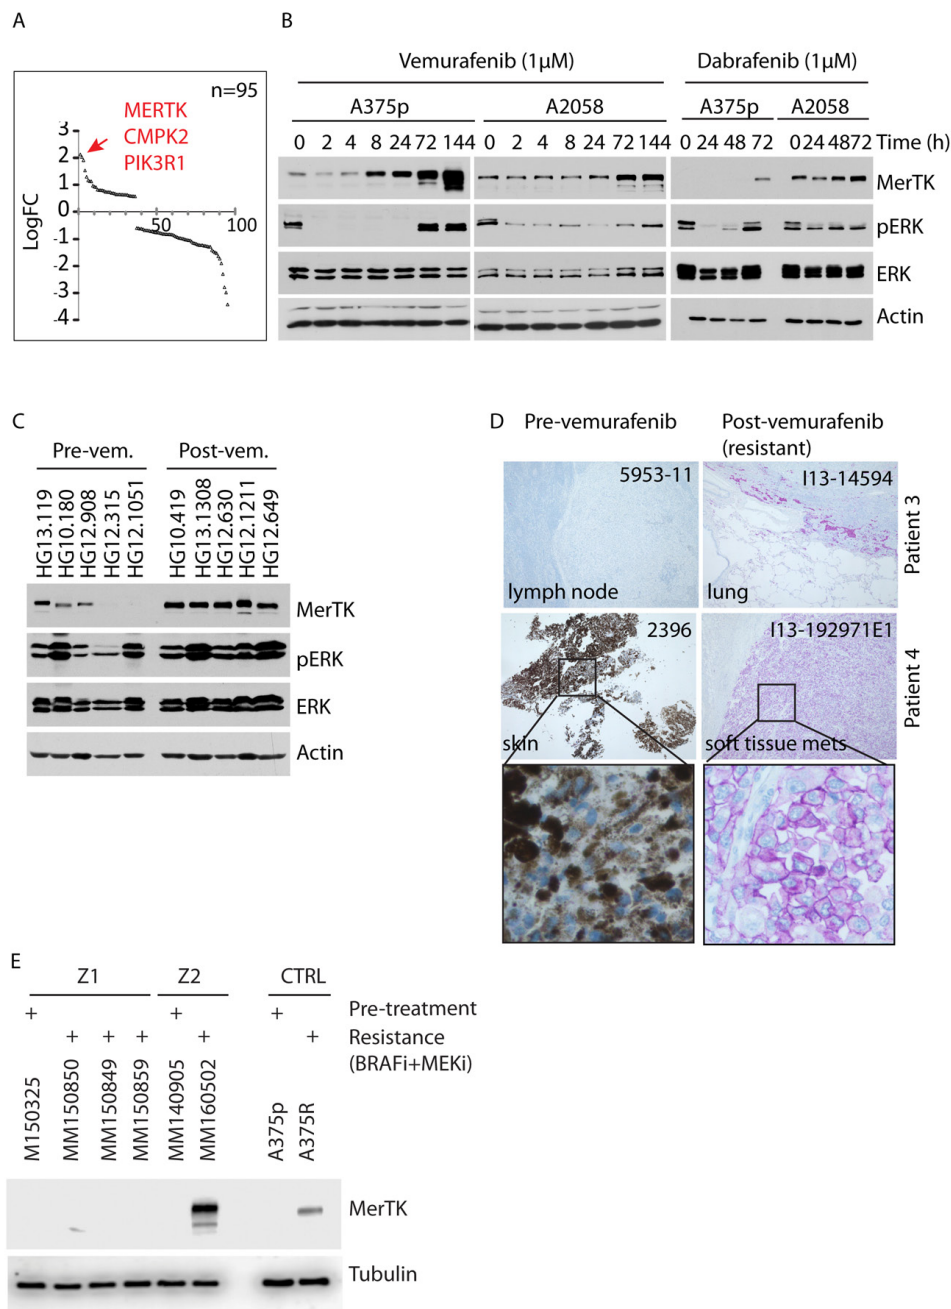 A
n=95
MERTK
CMPK2
PIK3R1
3
2
1
0
50
100
-1
-2
-3
-4
LogFC
B
Vemurafenib (1µM)
Dabrafenib (1µM)
A375p
A2058
A375p
A2058
0 2 4 8 24 72 144
0 2 4 8 24 72 144
0 24 48 72
0 24 48 72
Time (h)
MerTK
pERK
ERK
Actin
C
Pre-vem.
Post-vem.
HG13.119
HG10.180
HG12.908
HG12.315
HG12.1051
HG10.419
HG13.1308
HG12.630
HG12.1211
HG12.649
MerTK
pERK
ERK
Actin
D
Pre-vemurafenib
Post-vemurafenib
(resistant)
5953-11
lymph node
I13-14594
lung
Patient 3
2396
skin
I13-192971E1
soft tissue mets
Patient 4
E
Z1
Z2
CTRL
+ + + Pre-treatment
+ + + + + Resistance
(BRAFi+MEKi)
M150325
MM150850
MM150849
MM150859
MM140905
MM160502
A375p
A375R
MerTK
Tubulin